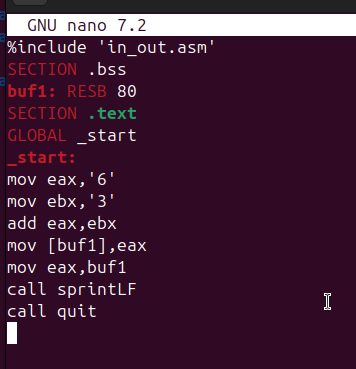 GNU nano 7.2
%include 'in_out.asm'
SECTION .bss
buf1: RESB 80
SECTION .text
GLOBAL _start
_start:
mov eax,'6'
mov ebx,'3'
add eax,ebx
mov [buf1],eax
mov eax,buf1
call sprintLF
call quit